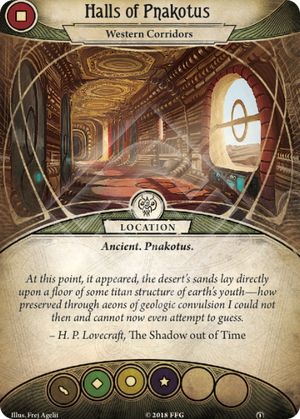 Halls of Pnakotus
Western Corridors
LOCATION
Ancient. Pnakotus.
At this point, it appeared, the desert's sands lay directly
upon a floor of some titan structure of earth's youth—how
preserved through aeons of geologic convulsion I could not
then and cannot now even attempt to guess.
– H. P. Lovecraft, The Shadow out of Time
Illus. Frej Agelii
© 2018 FFG